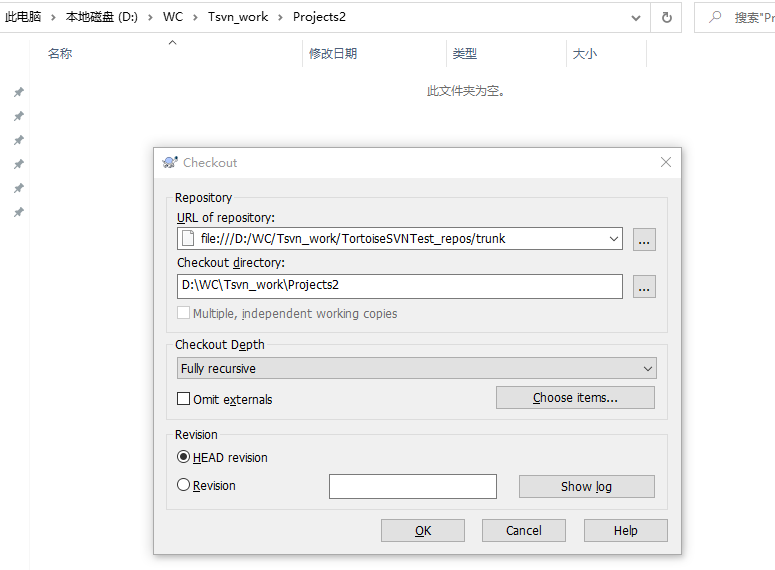 此电脑 > 本地磁盘 (D:) > WC > Tsvn_work > Projects2
搜索"Pr
名称 修改日期 类型 大小
此文件夹为空。
Checkout
Repository
URL of repository:
file:///D:/WC/Tsvn_work/TortoiseSVNTest_repos/trunk
...
Checkout directory:
D:\WC\Tsvn_work\Projects2
...
Multiple, independent working copies
Checkout Depth
Fully recursive
Omit externals
Choose items...
Revision
HEAD revision
Revision
Show log
OK Cancel Help